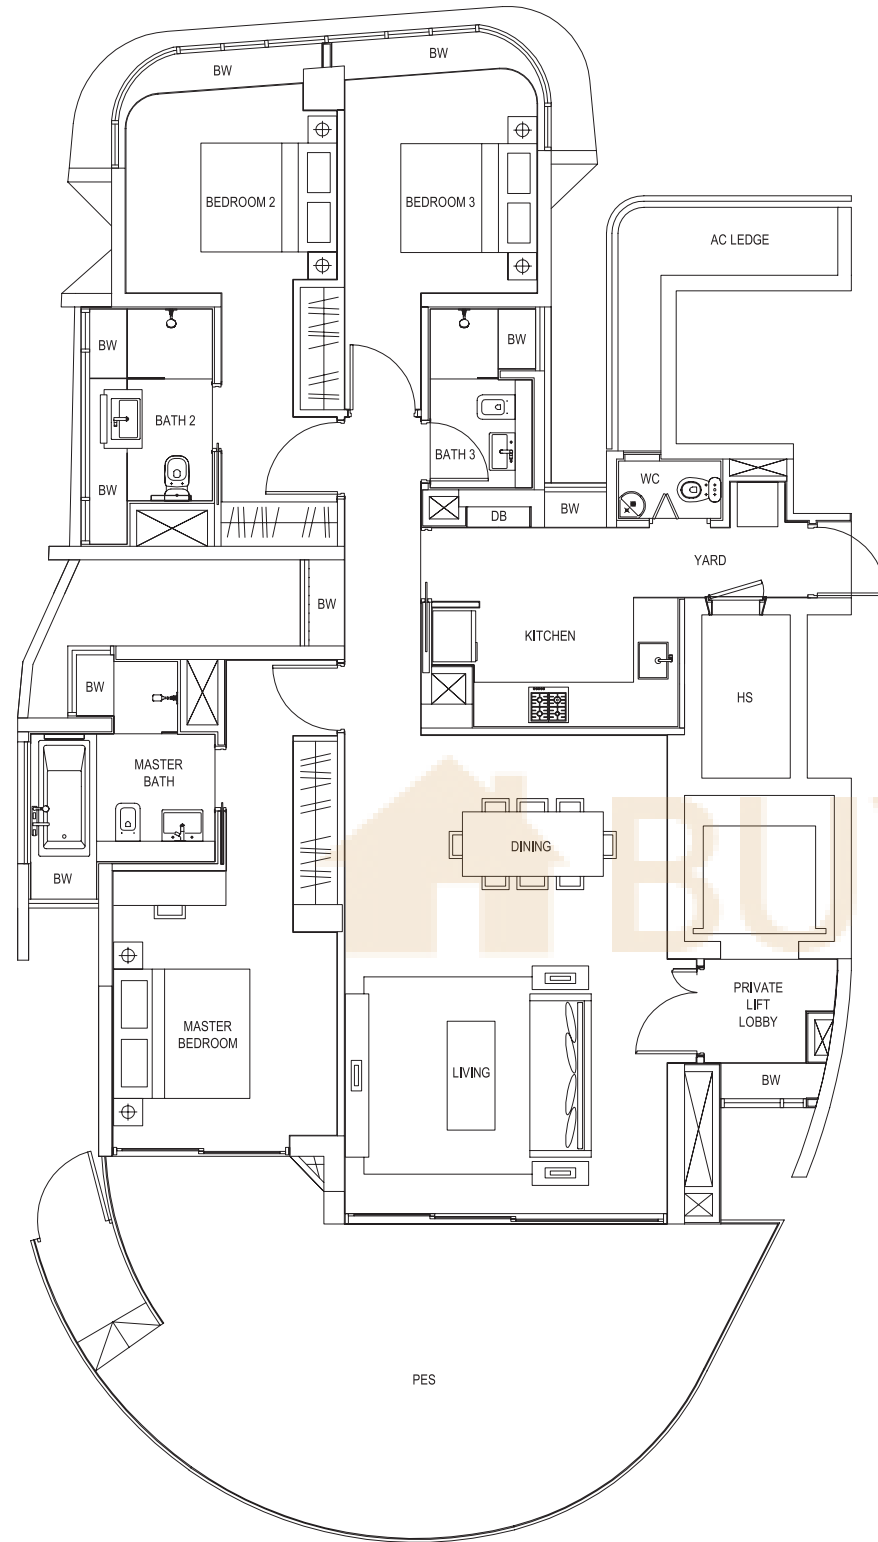 BW
BW
BEDROOM 2
BEDROOM 3
AC LEDGE
BW
BW
BATH 2
BATH 3
WC
BW
DB
BW
YARD
BW
KITCHEN
BW
HS
MASTER
BATH
DINING
BU
BW
PRIVATE
LIFT
LOBBY
MASTER
BEDROOM
LIVING
BW
PES